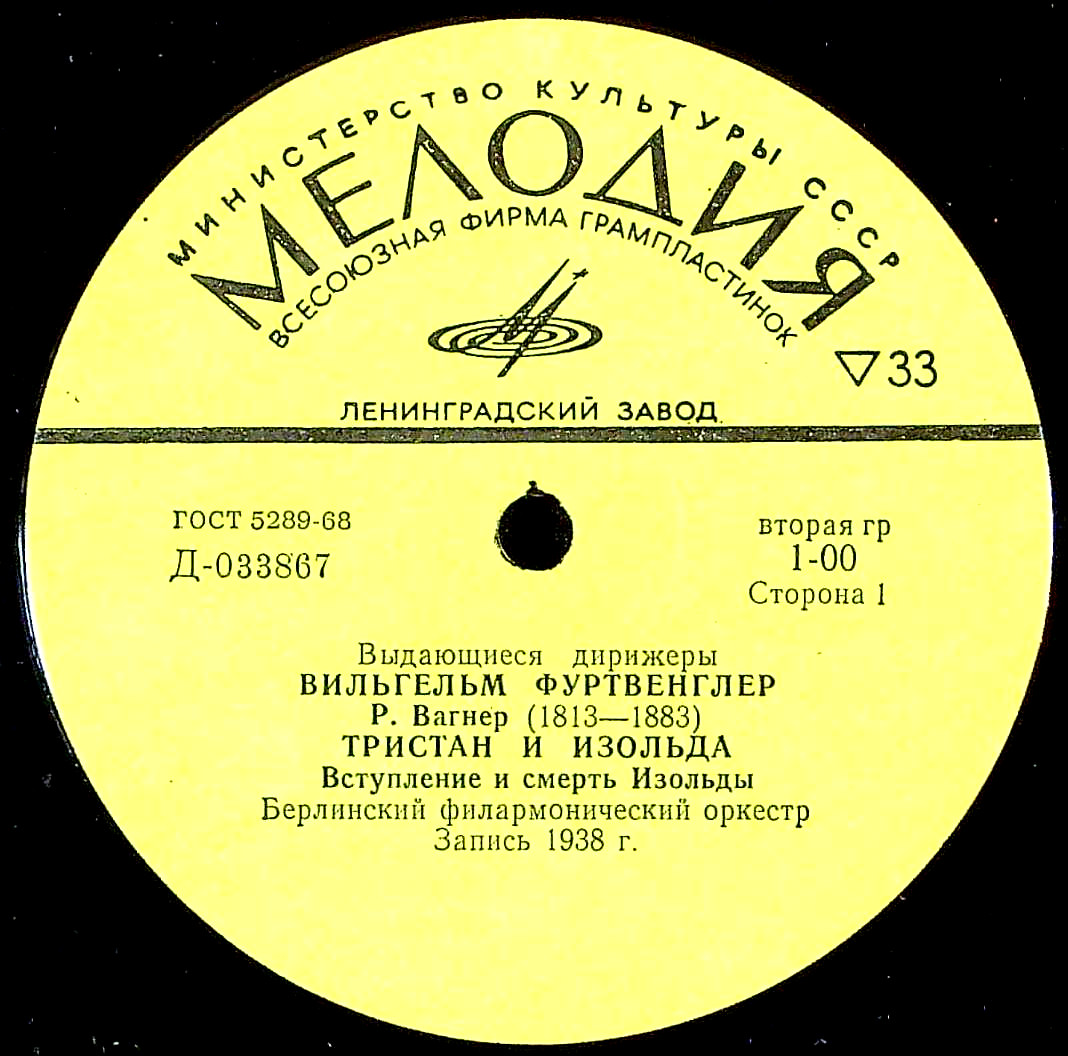 МИНИСТЕРСТВО КУЛЬТУРЫ СССР
МЕЛОДИЯ
ВСЕСОЮЗНАЯ ФИРМА ГРАМПЛАСТИНОК
▽33
ЛЕНИНГРАДСКИЙ ЗАВОД
ГОСТ 5289-68
Д-033867
вторая гр
1-00
Сторона 1
Выдающиеся дирижеры
ВИЛЬГЕЛЬМ ФУРТВЕНГЛЕР
Р. Вагнер (1813—1883)
ТРИСТАН И ИЗОЛЬДА
Вступление и смерть Изольды
Берлинский филармонический оркестр
Запись 1938 г.